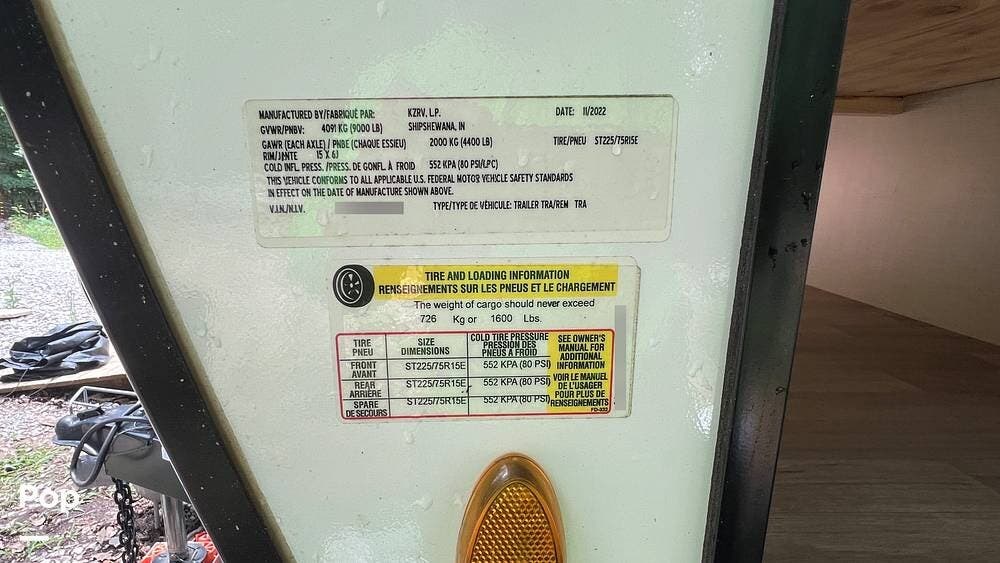 MANUFACTURED BY/FABRIQUÉ PAR: KZRV, L.P. DATE: 11/2022
GVWR/PNBV: 4091 KG (9000 LB) SHIPSHEWANA, IN
GAWR (EACH AXLE) / PNBE (CHAQUE ESSIEU) 2000 KG (4400 LB) TIRE/PNEU ST225/75R15E
RIM/JANTE 15 X 6J
COLD INFL. PRESS./PRESS. DE GONFL. À FROID 552 KPA (80 PSI/LPC)
THIS VEHICLE CONFORMS TO ALL APPLICABLE U.S. FEDERAL MOTOR VEHICLE SAFETY STANDARDS
IN EFFECT ON THE DATE OF MANUFACTURE SHOWN ABOVE.
V.I.N./N.I.V. TYPE/TYPE DE VÉHICULE: TRAILER TRA/REM TRA
TIRE AND LOADING INFORMATION
RENSEIGNEMENTS SUR LES PNEUS ET LE CHARGEMENT
The weight of cargo should never exceed
726 Kg or 1600 Lbs.
TIRE
PNEU
SIZE
DIMENSIONS
COLD TIRE PRESSURE
PRESSION DES
PNEUS À FROID
FRONT
AVANT
ST225/75R15E
552 KPA (80 PSI)
REAR
ARRIÈRE
ST225/75R15E
552 KPA (80 PSI)
SPARE
DE SECOURS
ST225/75R15E
552 KPA (80 PSI)
SEE OWNER'S
MANUAL FOR
ADDITIONAL
INFORMATION
VOIR LE MANUEL
DE L'USAGER
POUR PLUS DE
RENSEIGNEMENTS
FD-033
Pop